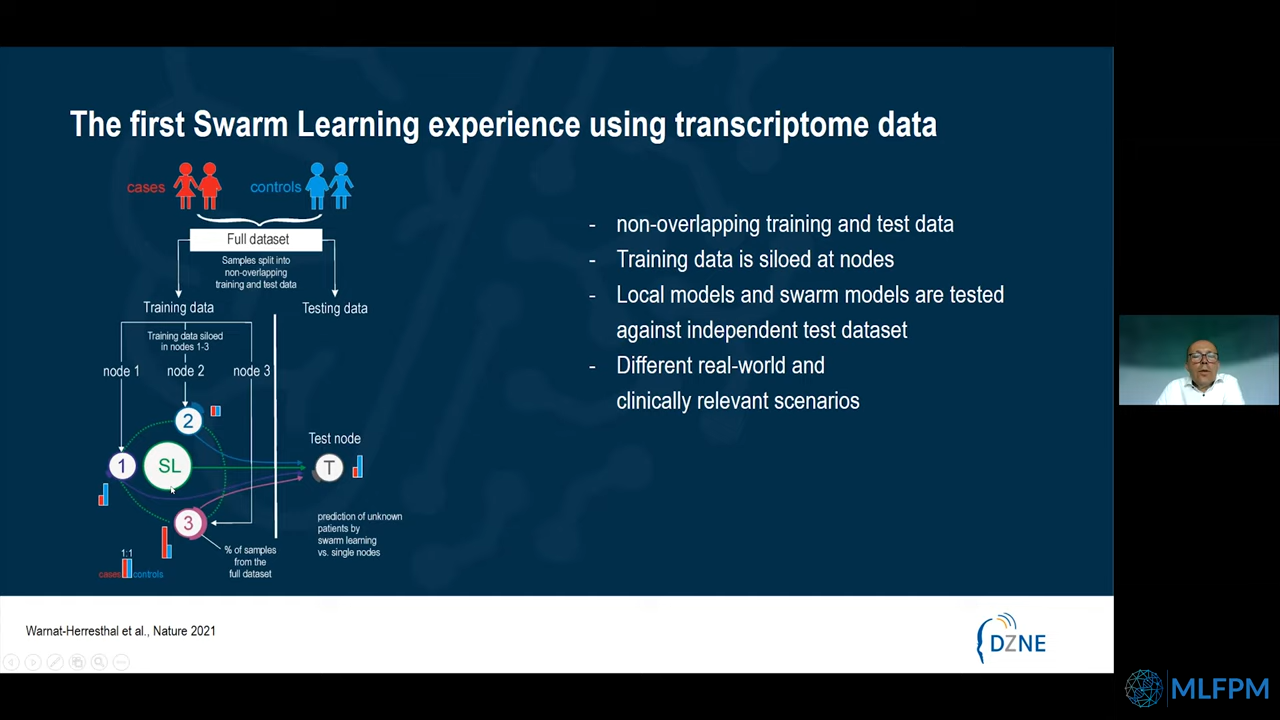 The first Swarm Learning experience using transcriptome data
cases
controls
Full dataset
Samples split into
non-overlapping
training and test data
Training data
Testing data
Training data siloed
in nodes 1-3
node 1
node 2
node 3
2
1
SL
3
Test node
T
prediction of unknown
patients by
swarm learning
vs. single nodes
% of samples
from the
full dataset
1:1
cases
controls
- non-overlapping training and test data
- Training data is siloed at nodes
- Local models and swarm models are tested
against independent test dataset
- Different real-world and
clinically relevant scenarios
Warnat-Herresthal et al., Nature 2021
DZNE
MLFPM